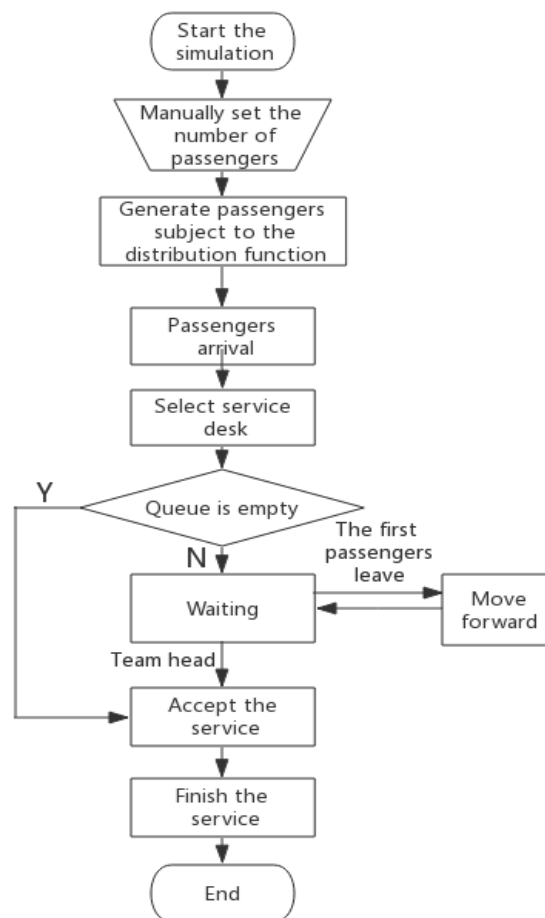 Start the
simulation
Manually set the
number of
passengers
Generate passengers
subject to the
distribution function
Passengers
arrival
Select service
desk
Y
Queue is empty
N
The first
passengers
leave
Waiting
Move
forward
Team head
Accept the
service
Finish the
service
End